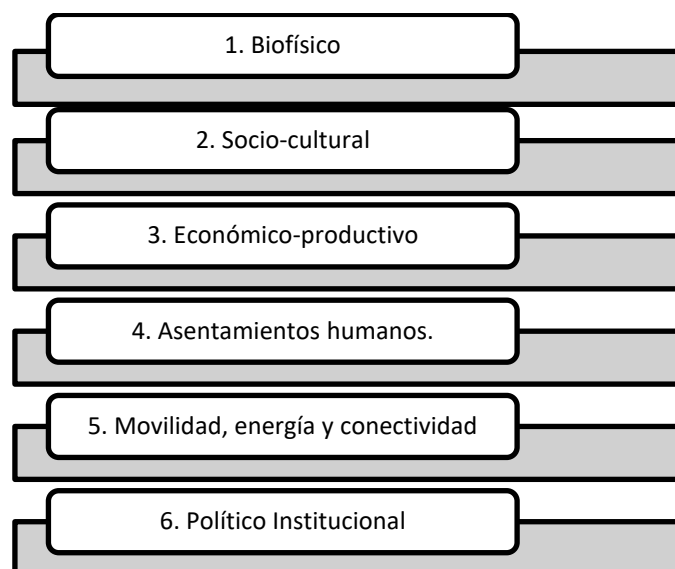 1. Biofísico
2. Socio-cultural
3. Económico-productivo
4. Asentamientos humanos.
5. Movilidad, energía y conectividad
6. Político Institucional